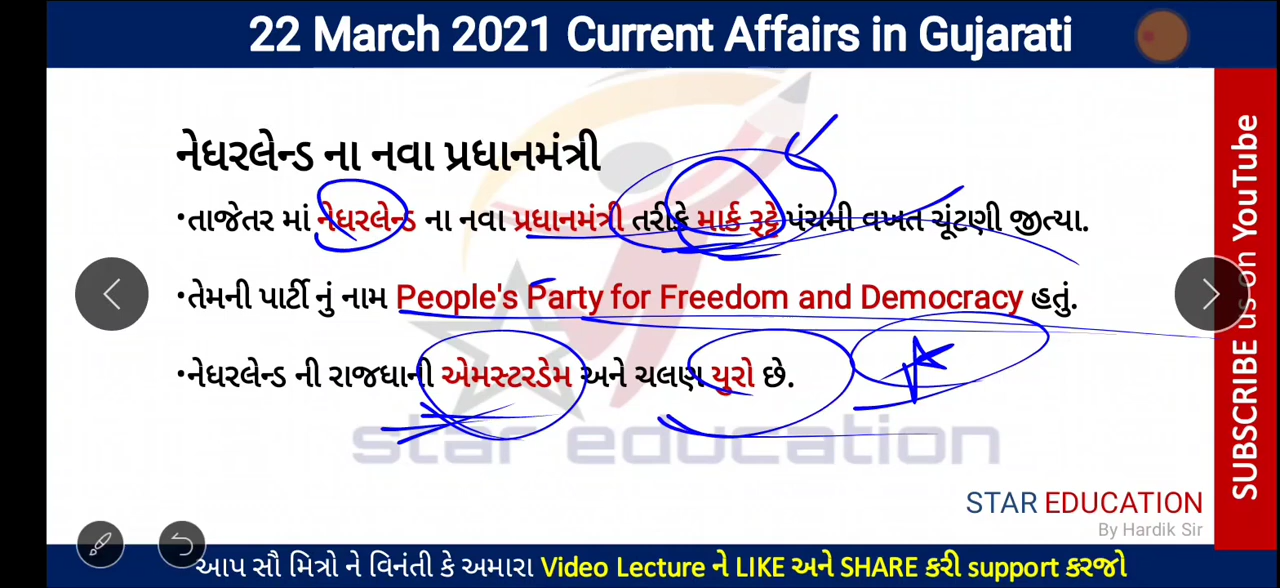 22 March 2021 Current Affairs in Gujarati
નેધરલેન્ડ ના નવા પ્રધાનમંત્રી
•તાજેતર માં નેધરલેન્ડ ના નવા પ્રધાનમંત્રી તરીકે માર્ક રૂટ્ટે પંચમી વખત ચૂંટણી જીત્યા.
•તેમની પાર્ટી નું નામ People's Party for Freedom and Democracy હતું.
•નેધરલેન્ડ ની રાજધાની એમસ્ટરડેમ અને ચલણ યુરો છે.
star education
STAR EDUCATION
By Hardik Sir
આપ સૌ મિત્રો ને વિનંતી કે અમારા Video Lecture ને LIKE અને SHARE કરી support કરજો
SUBSCRIBE us on YouTube